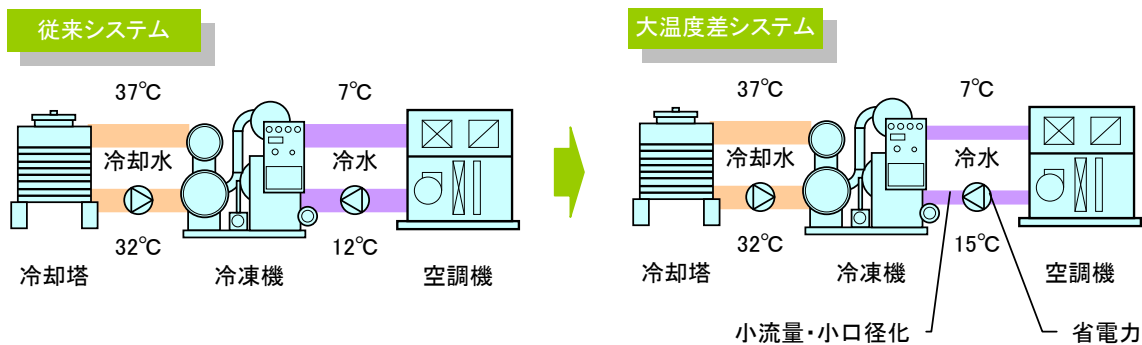 従来システム
37℃
7℃
冷却水
冷水
32℃
12℃
冷却塔
冷凍機
空調機
大温度差システム
37℃
7℃
冷却水
冷水
32℃
15℃
冷却塔
冷凍機
空調機
小流量・小口径化
省電力